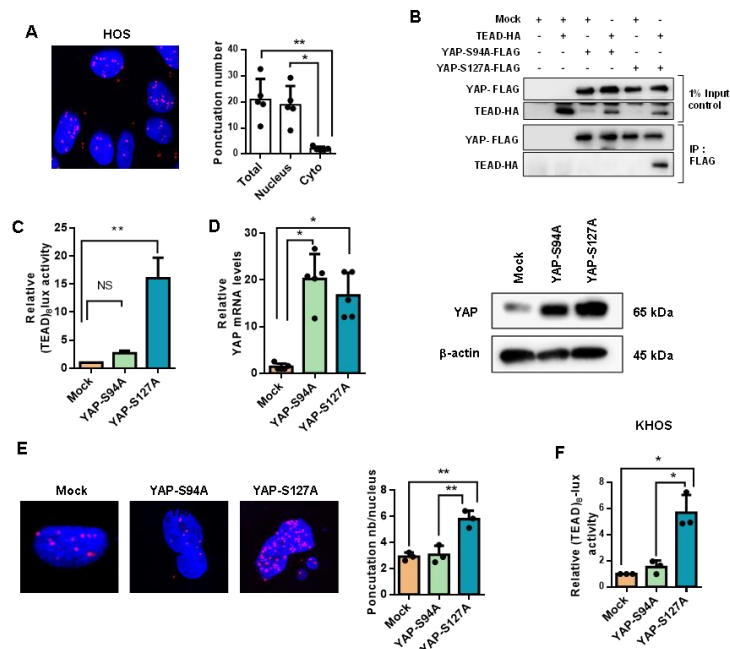 A
HOS
Ponctuation number
40
30
20
10
0
Total
Nucleus
Cyto
**
*
B
Mock + + + - + -
TEAD-HA - + - + - +
YAP-S94A-FLAG - - + + - -
YAP-S127A-FLAG - - - - + +
YAP- FLAG
TEAD-HA
1% Input
control
YAP- FLAG
TEAD-HA
IP :
FLAG
C
Relative
(TEAD)8-lux activity
25
20
15
10
5
0
**
NS
Mock
YAP-S94A
YAP-S127A
D
Relative
YAP mRNA levels
30
20
10
0
*
*
Mock
YAP-S94A
YAP-S127A
Mock
YAP-S94A
YAP-S127A
YAP
65 kDa
β-actin
45 kDa
E
Mock
YAP-S94A
YAP-S127A
Poncutation nb/nucleus
8
6
4
2
0
**
**
Mock
YAP-S94A
YAP-S127A
KHOS
F
Relative (TEAD)8-lux
activity
8
6
4
2
0
*
*
Mock
YAP-S94A
YAP-S127A